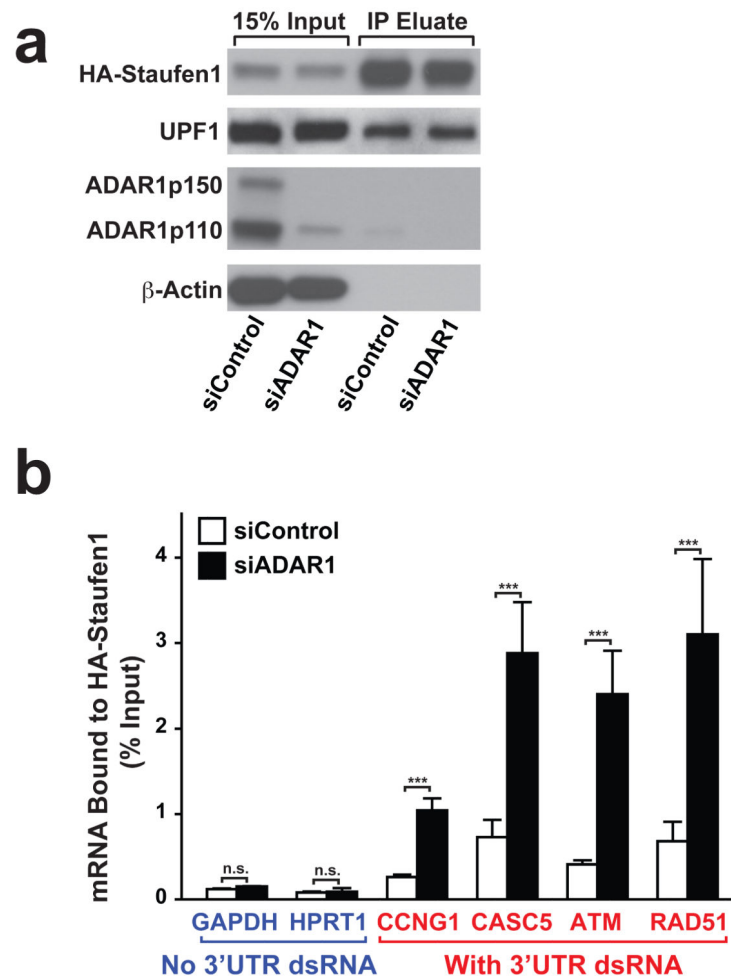 a
15% Input IP Eluate
HA-Staufen1
UPF1
ADAR1p150
ADAR1p110
β-Actin
siControl siADAR1 siControl siADAR1
b
siControl
siADAR1
mRNA Bound to HA-Staufen1
(% Input)
4
3
2
1
0
n.s. n.s. *** *** *** ***
GAPDH HPRT1 CCNG1 CASC5 ATM RAD51
No 3'UTR dsRNA With 3'UTR dsRNA